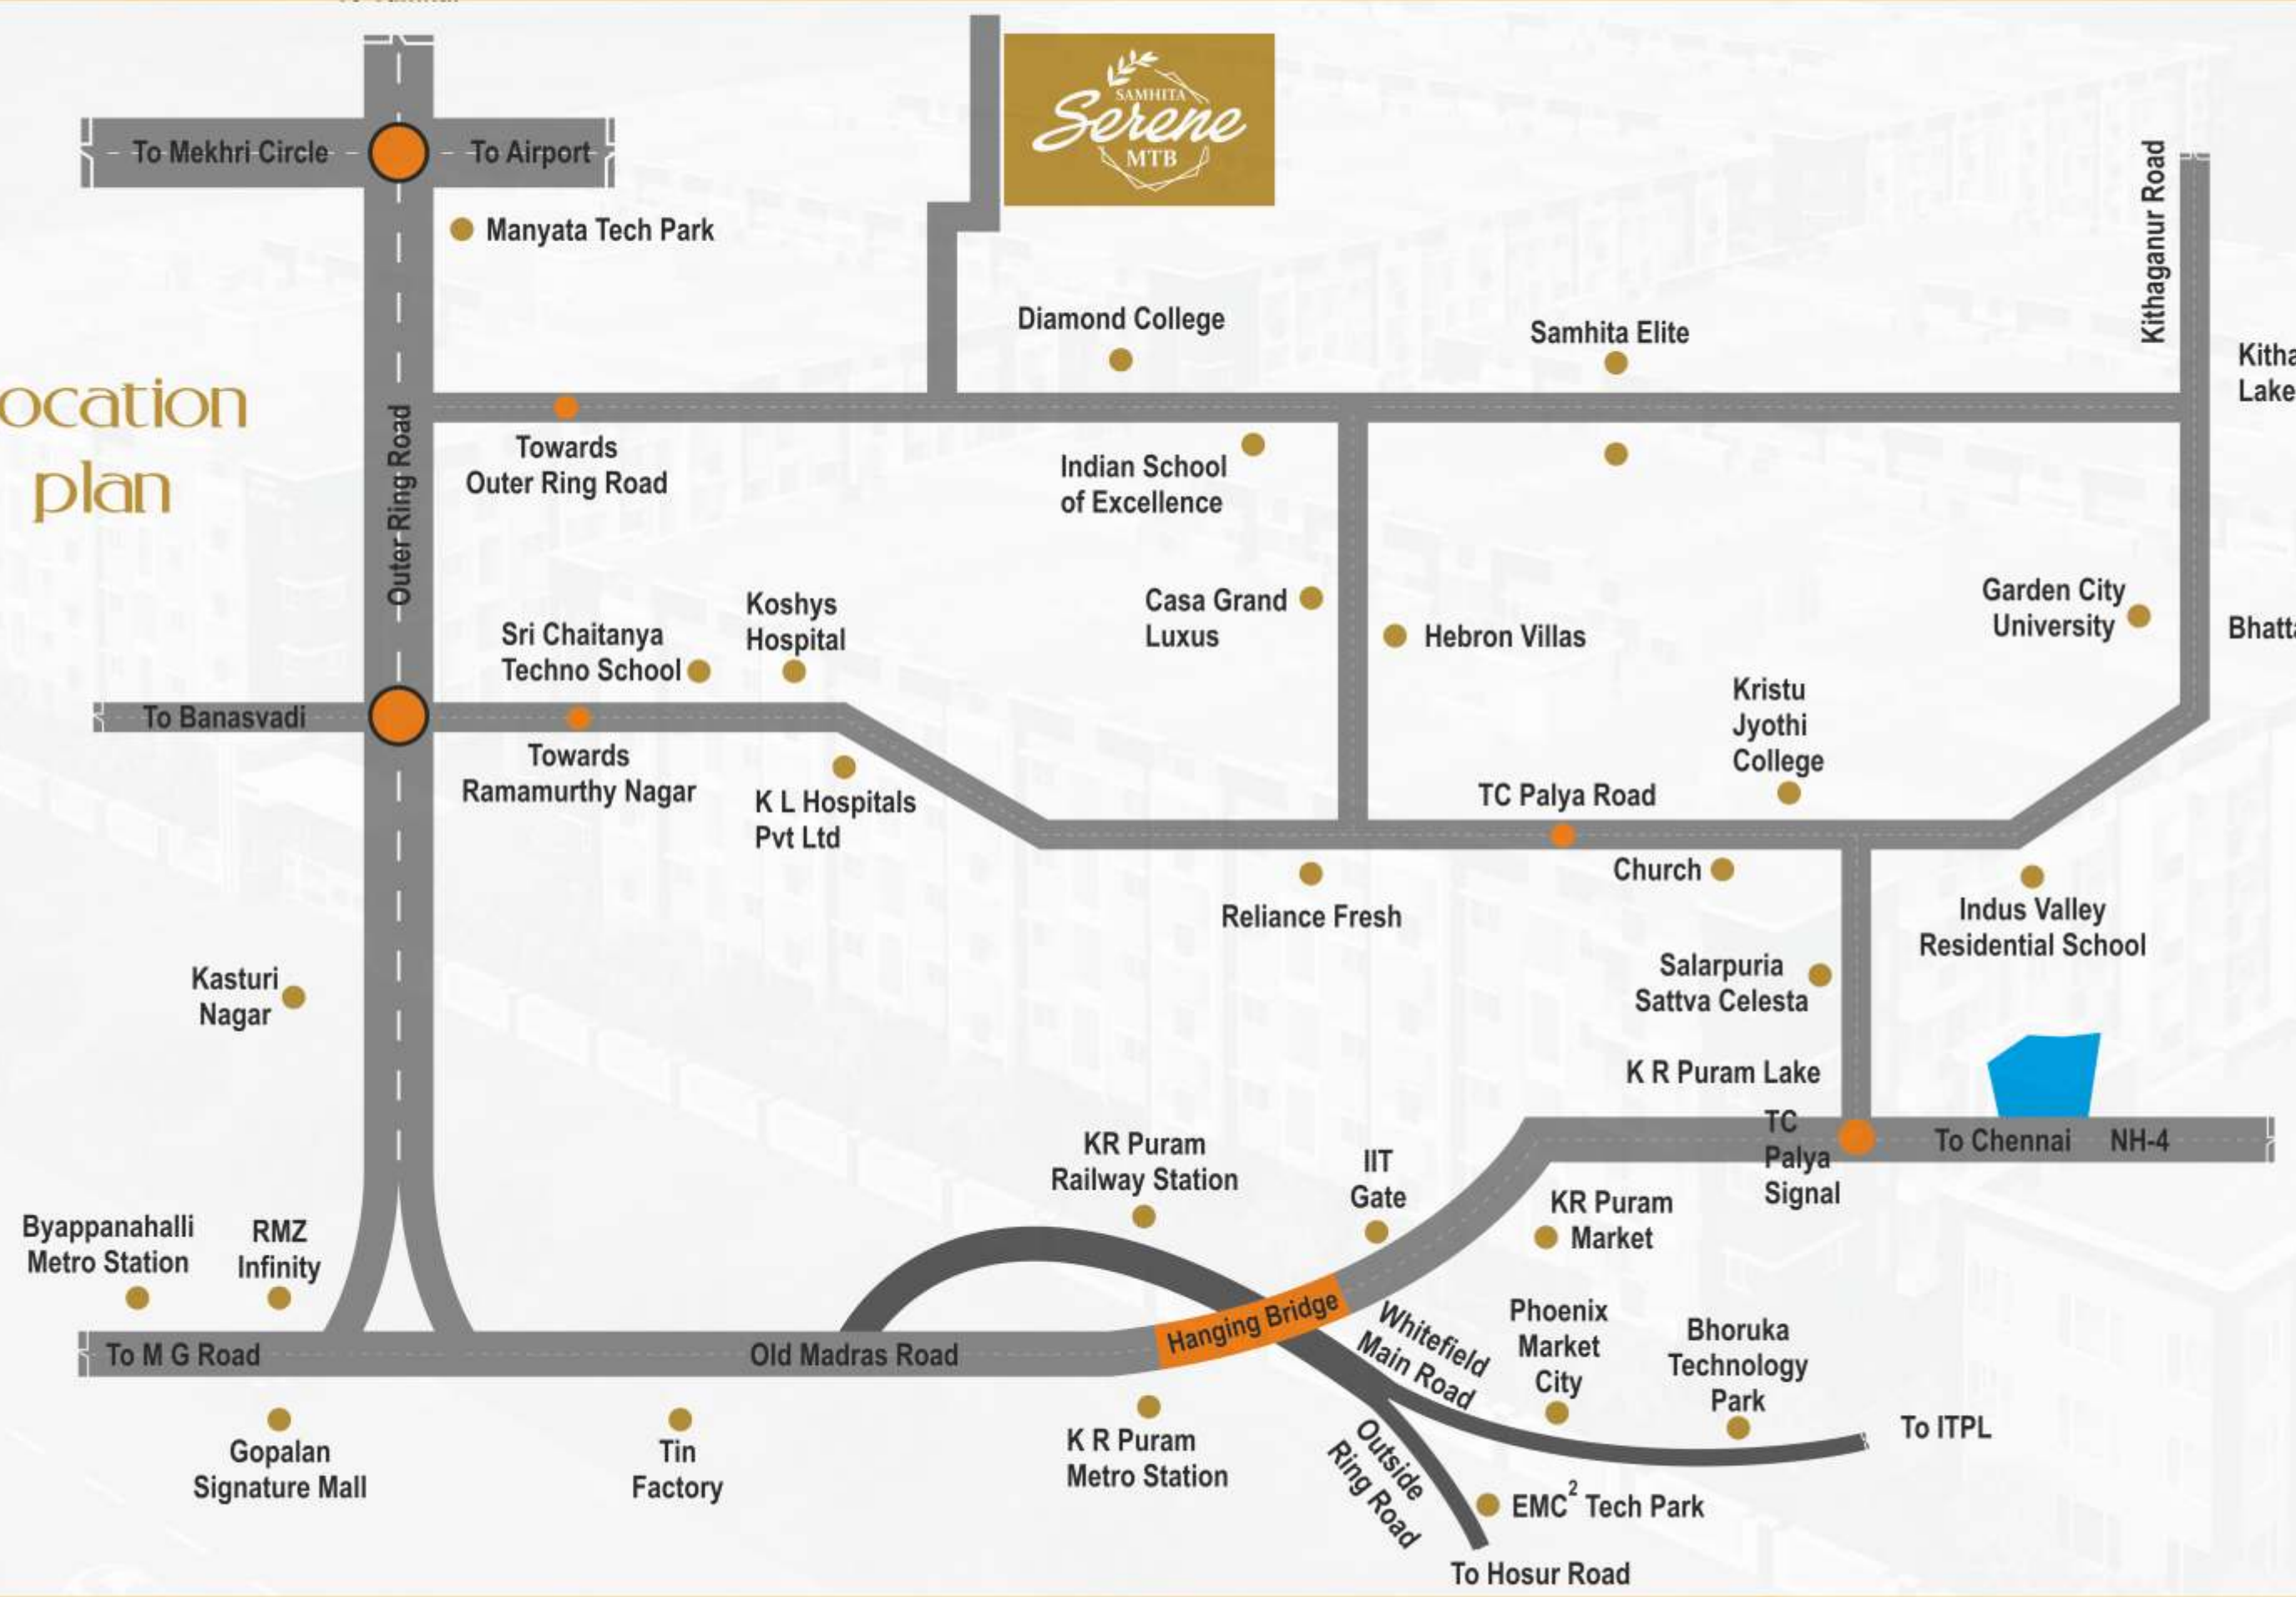 To Mekhri Circle
To Airport
SAMHITA
Serene
MTB
Manyata Tech Park
Kithaganur Road
Diamond College
Samhita Elite
Kitha
Lake
ocation
plan
Outer Ring Road
Towards
Outer Ring Road
Indian School
of Excellence
Koshys
Hospital
Sri Chaitanya
Techno School
Casa Grand
Luxus
Hebron Villas
Garden City
University
Bhatta
To Banasvadi
Towards
Ramamurthy Nagar
K L Hospitals
Pvt Ltd
Kristu
Jyothi
College
TC Palya Road
Church
Reliance Fresh
Indus Valley
Residential School
Kasturi
Nagar
Salarpuria
Sattva Celesta
K R Puram Lake
TC
Palya
Signal
To Chennai
NH-4
KR Puram
Railway Station
IIT
Gate
KR Puram
Market
Byappanahalli
Metro Station
RMZ
Infinity
To M G Road
Old Madras Road
Hanging Bridge
Whitefield
Main Road
Phoenix
Market
City
Bhoruka
Technology
Park
To ITPL
Gopalan
Signature Mall
Tin
Factory
K R Puram
Metro Station
Outside
Ring Road
EMC2 Tech Park
To Hosur Road